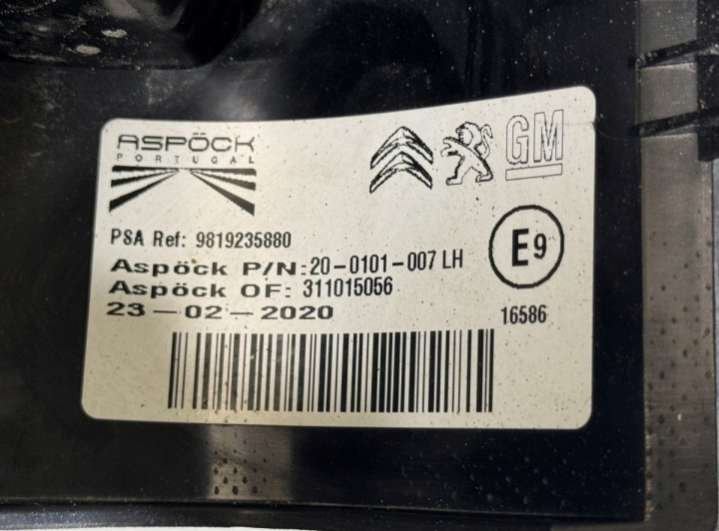 ASPÖCK
PORTUGAL
GM
PSA Ref: 9819235880
E9
Aspöck P/N: 20-0101-007 LH
Aspöck OF: 311015056
23-02-2020
16586